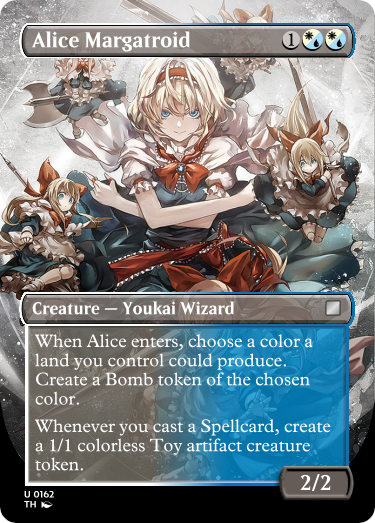 Alice Margatroid 1
Creature — Youkai Wizard
When Alice enters, choose a color a
land you control could produce.
Create a Bomb token of the chosen
color.
Whenever you cast a Spellcard, create
a 1/1 colorless Toy artifact creature
token.
2/2
U 0162
TH